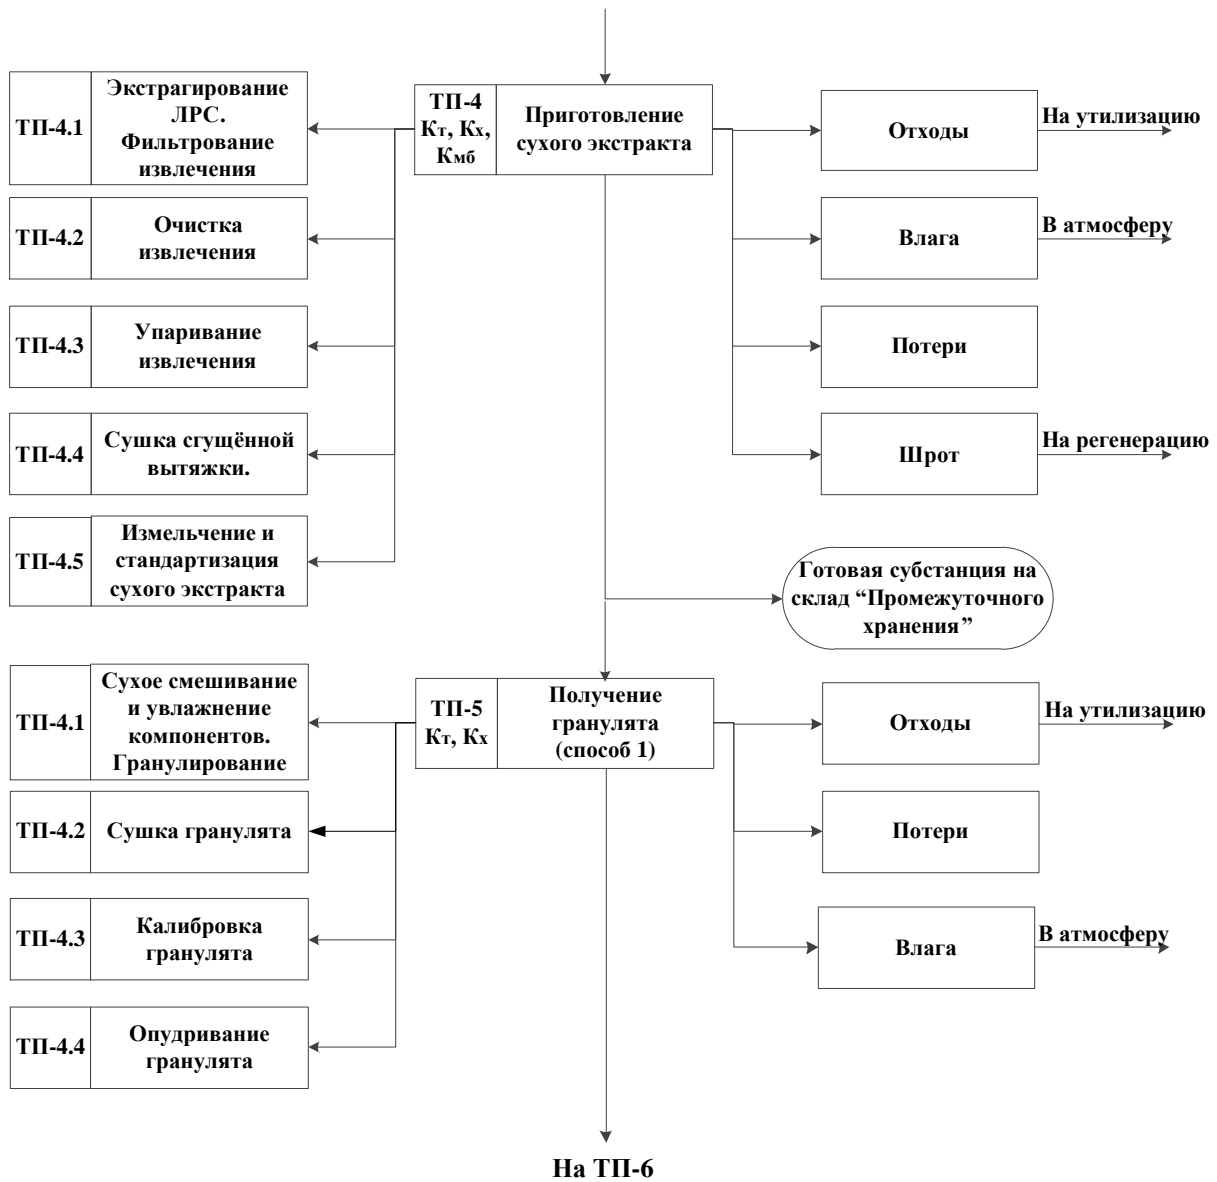 ТП-4.1
Экстрагирование
ЛРС.
Фильтрование
извлечения
ТП-4
Кт, Кх,
Кмб
Приготовление
сухого экстракта
Отходы
На утилизацию
ТП-4.2
Очистка
извлечения
Влага
В атмосферу
ТП-4.3
Упаривание
извлечения
Потери
ТП-4.4
Сушка сгущённой
вытяжки.
Шрот
На регенерацию
ТП-4.5
Измельчение и
стандартизация
сухого экстракта
Готовая субстанция на
склад “Промежуточного
хранения”
ТП-4.1
Сухое смешивание
и увлажнение
компонентов.
Гранулирование
ТП-5
Кт, Кх
Получение
гранулята
(способ 1)
Отходы
На утилизацию
ТП-4.2
Сушка гранулята
Потери
ТП-4.3
Калибровка
гранулята
Влага
В атмосферу
ТП-4.4
Опудривание
гранулята
На ТП-6